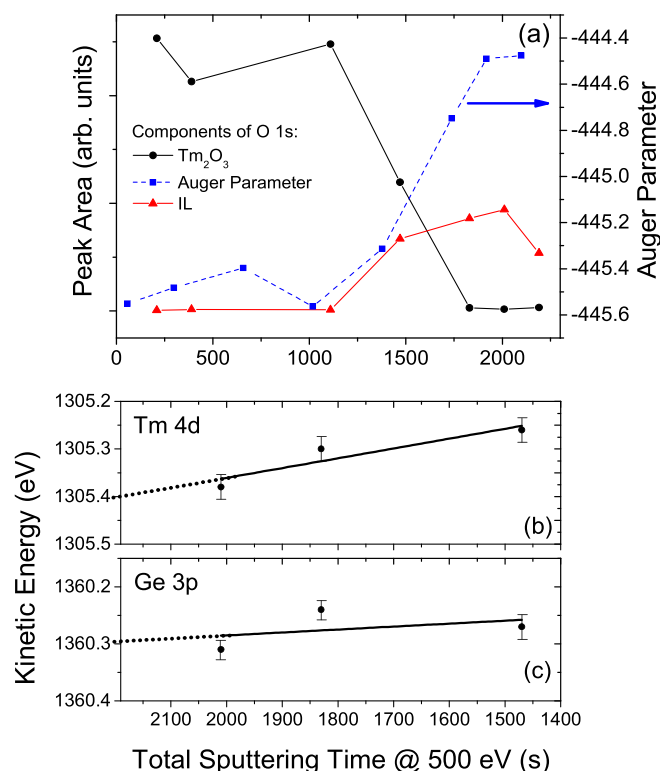 (a)
Peak Area (arb. units)
Components of O 1s:
Tm₂O₃
Auger Parameter
IL
-444.4
-444.6
-444.8
-445.0
-445.2
-445.4
-445.6
Auger Parameter
0 500 1000 1500 2000
Kinetic Energy (eV)
1305.2
1305.3
1305.4
1305.5
Tm 4d
(b)
1360.2
1360.3
1360.4
Ge 3p
(c)
2100 2000 1900 1800 1700 1600 1500 1400
Total Sputtering Time @ 500 eV (s)